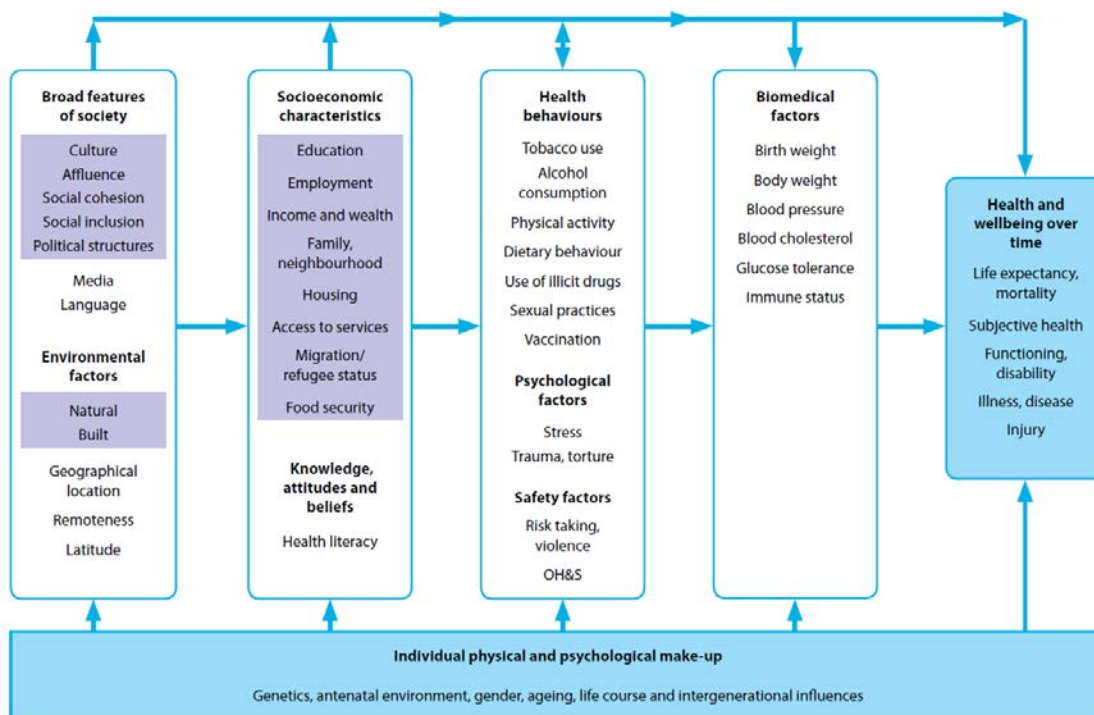 Broad features
of society
Culture
Affluence
Social cohesion
Social inclusion
Political structures
Media
Language
Environmental
factors
Natural
Built
Geographical
location
Remoteness
Latitude
Socioeconomic
characteristics
Education
Employment
Income and wealth
Family,
neighbourhood
Housing
Access to services
Migration/
refugee status
Food security
Knowledge,
attitudes and
beliefs
Health literacy
Health
behaviours
Tobacco use
Alcohol
consumption
Physical activity
Dietary behaviour
Use of illicit drugs
Sexual practices
Vaccination
Psychological
factors
Stress
Trauma, torture
Safety factors
Risk taking,
violence
OH&S
Biomedical
factors
Birth weight
Body weight
Blood pressure
Blood cholesterol
Glucose tolerance
Immune status
Health and
wellbeing over
time
Life expectancy,
mortality
Subjective health
Functioning,
disability
Illness, disease
Injury
Individual physical and psychological make-up
Genetics, antenatal environment, gender, ageing, life course and intergenerational influences